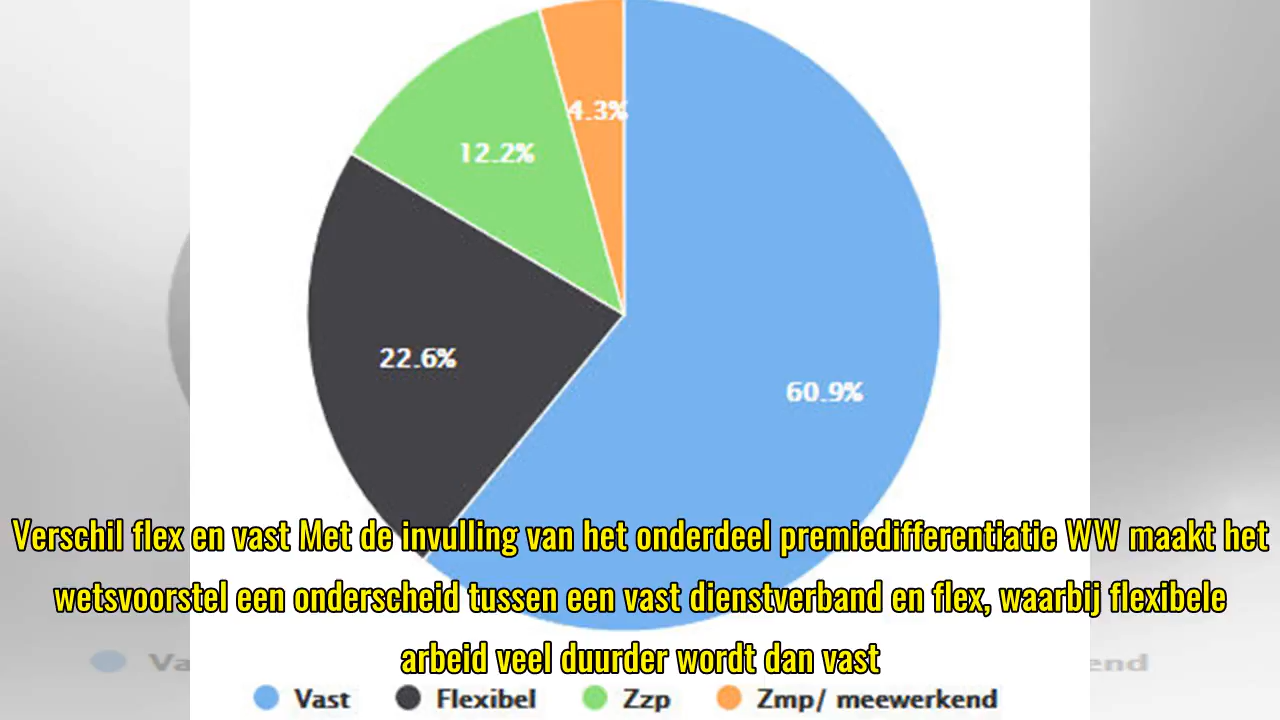 4.3%
12.2%
22.6%
60.9%
Verschil flex en vast Met de invulling van het onderdeel premiedifferentiatie WW maakt het
wetsvoorstel een onderscheid tussen een vast dienstverband en flex, waarbij flexibele
arbeid veel duurder wordt dan vast
Va end
Vast Flexibel Zzp Zmp/ meewerkend